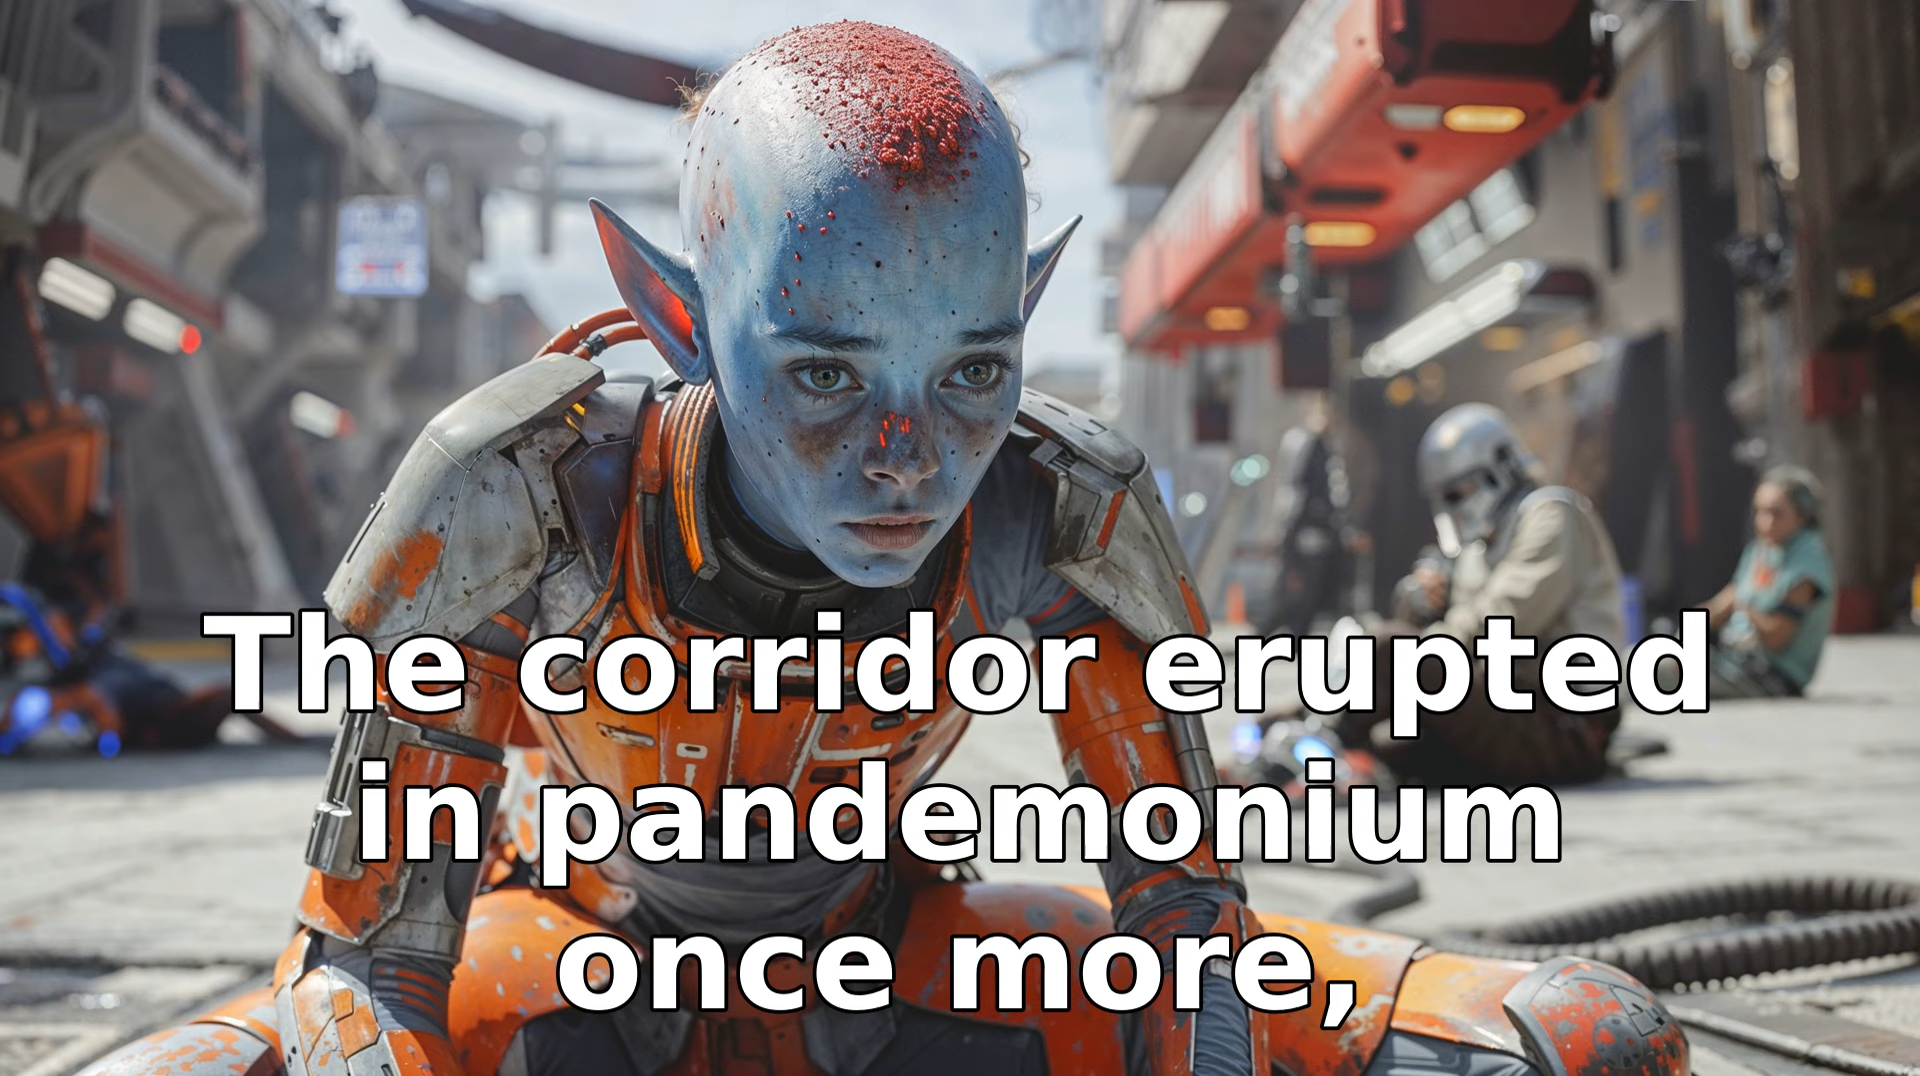 The corridor erupted
in pandemonium
once more,